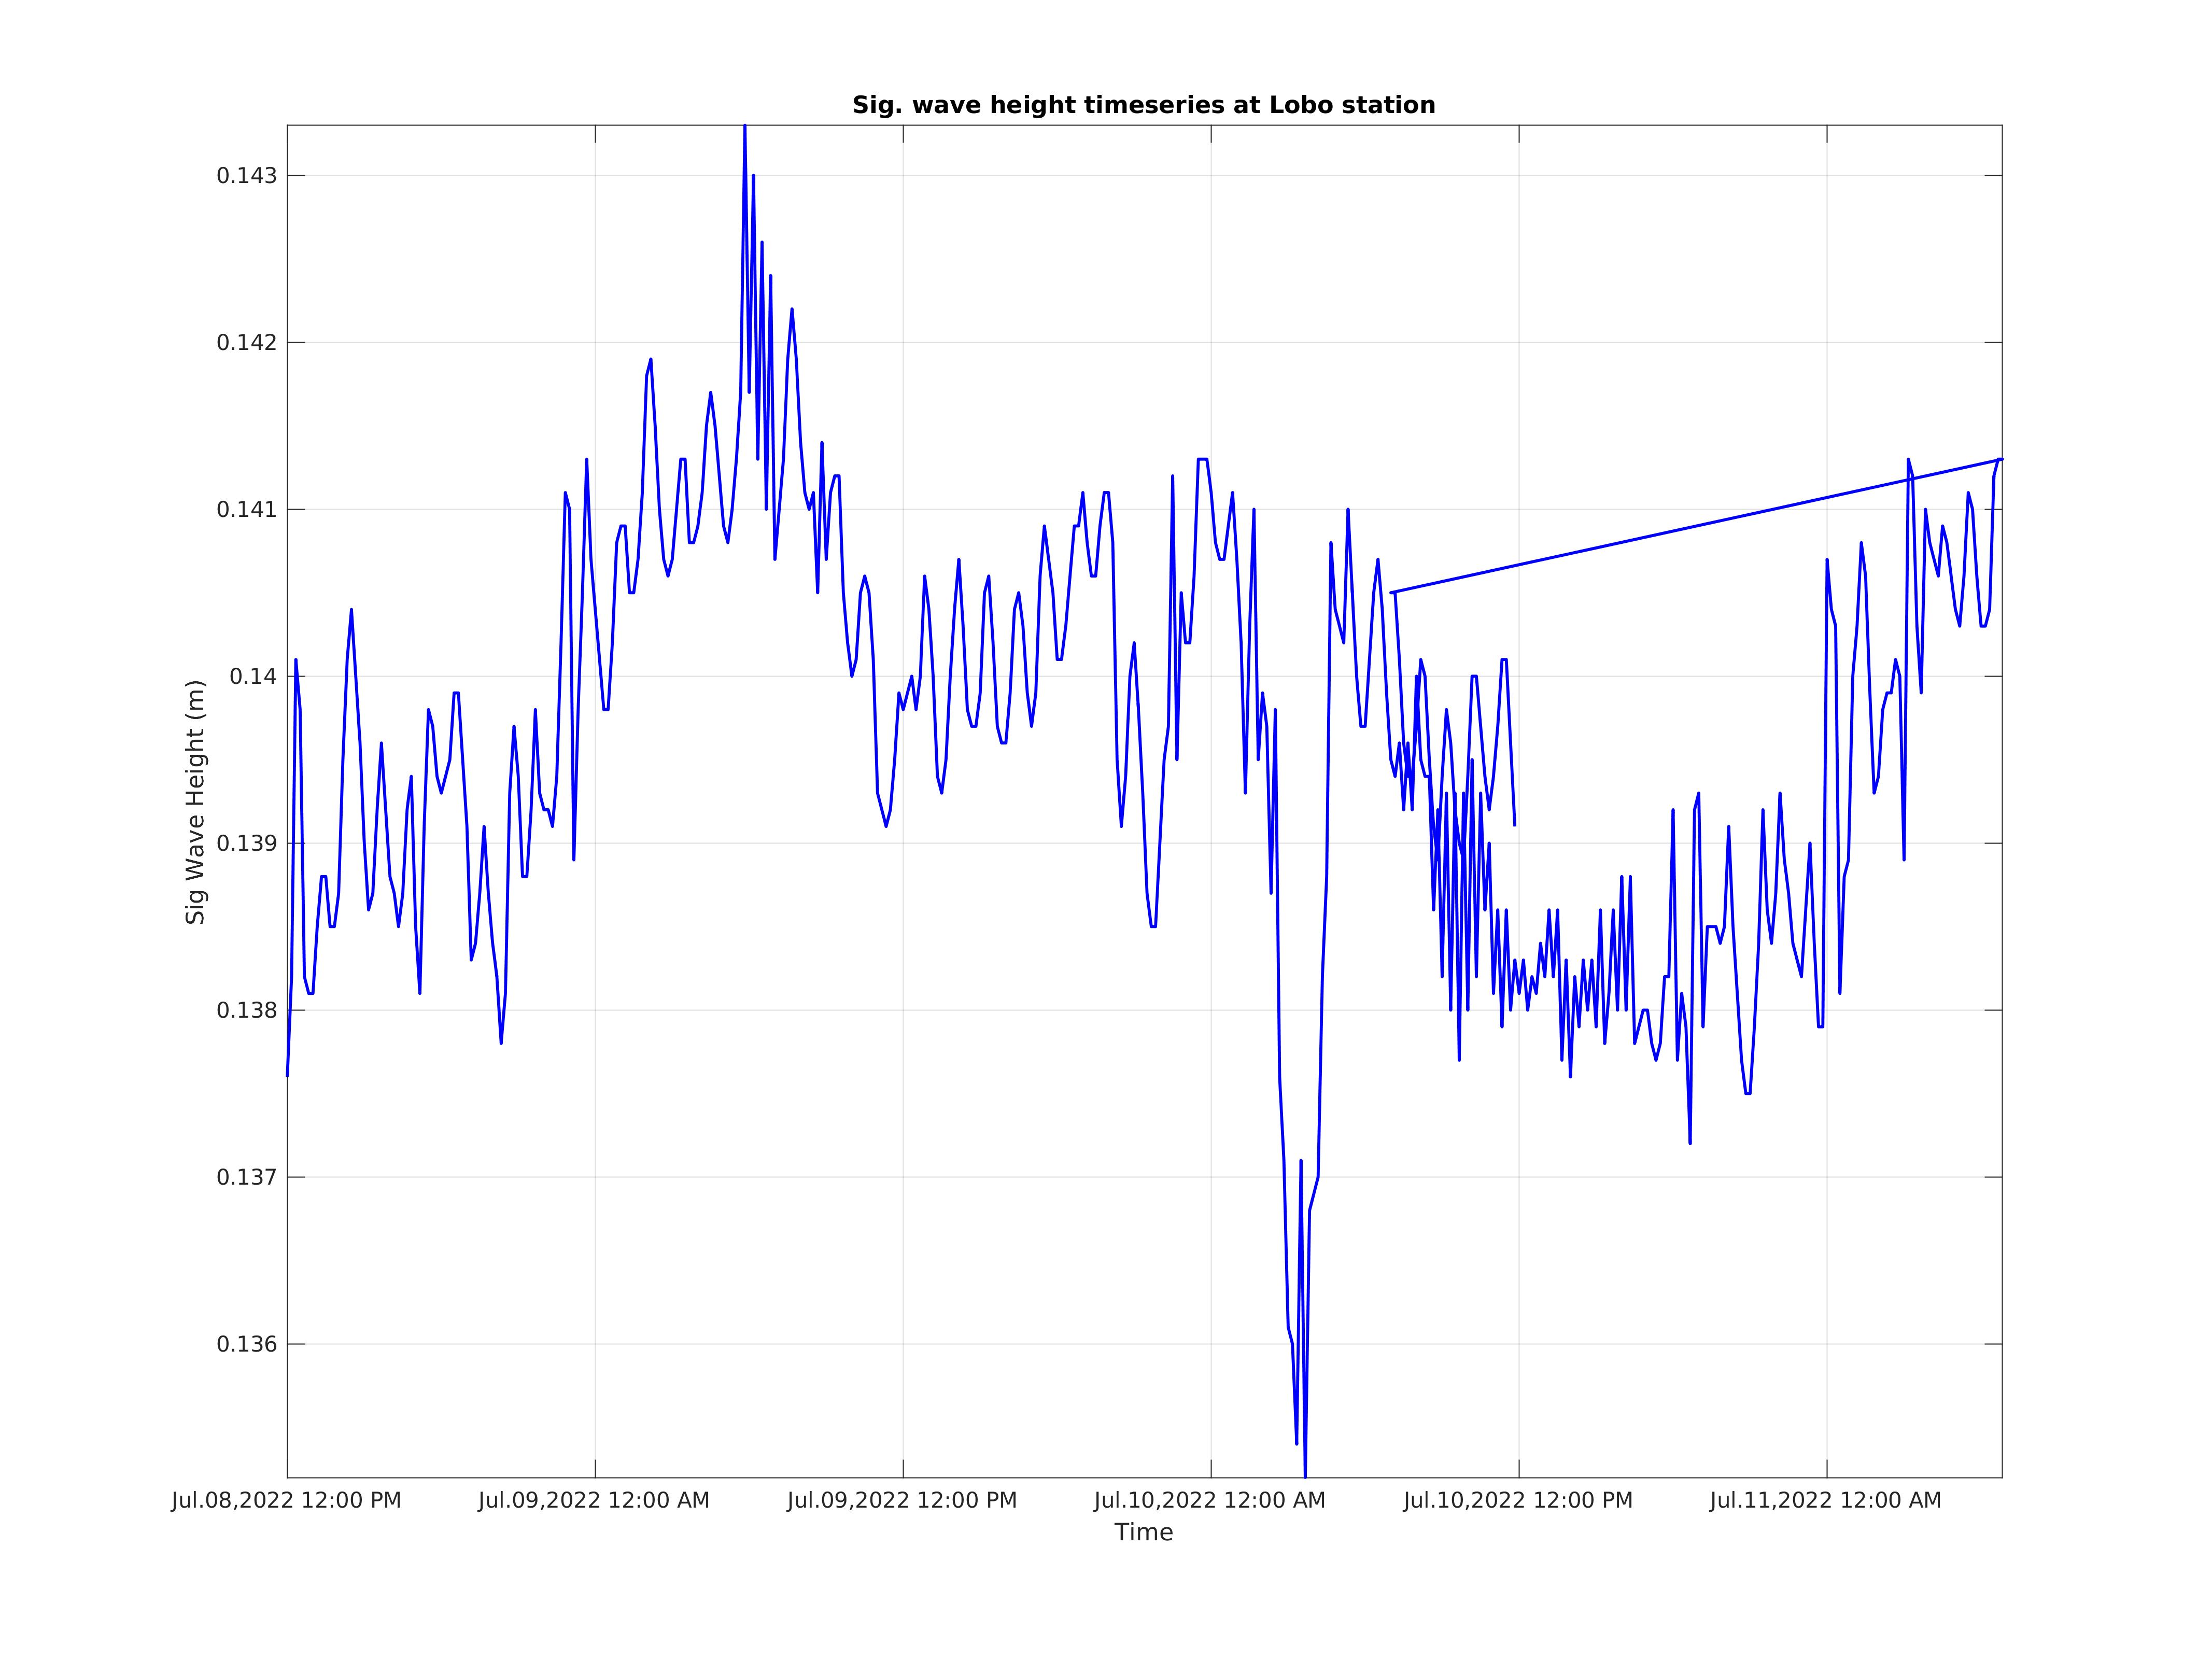 Sig. wave height timeseries at Lobo station
0.143
0.142
0.141
0.14
0.139
0.138
0.137
0.136
Sig Wave Height (m)
Jul.08,2022 12:00 PM
Jul.09,2022 12:00 AM
Jul.09,2022 12:00 PM
Jul.10,2022 12:00 AM
Jul.10,2022 12:00 PM
Jul.11,2022 12:00 AM
Time